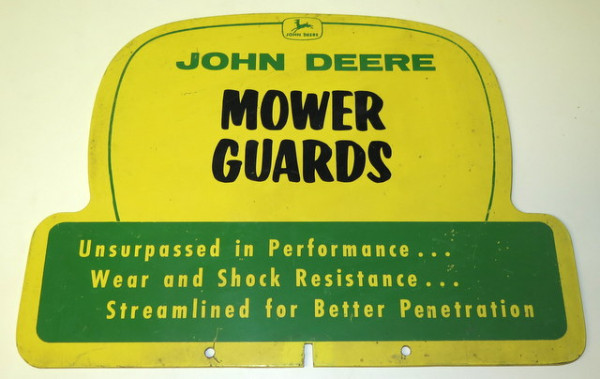 JOHN DEERE
JOHN DEERE
MOWER
GUARDS
Unsurpassed in Performance...
Wear and Shock Resistance...
Streamlined for Better Penetration